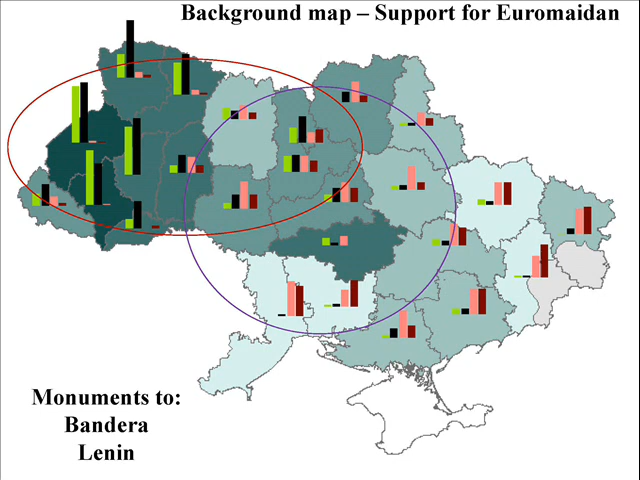 Background map – Support for Euromaidan
Monuments to:
Bandera
Lenin